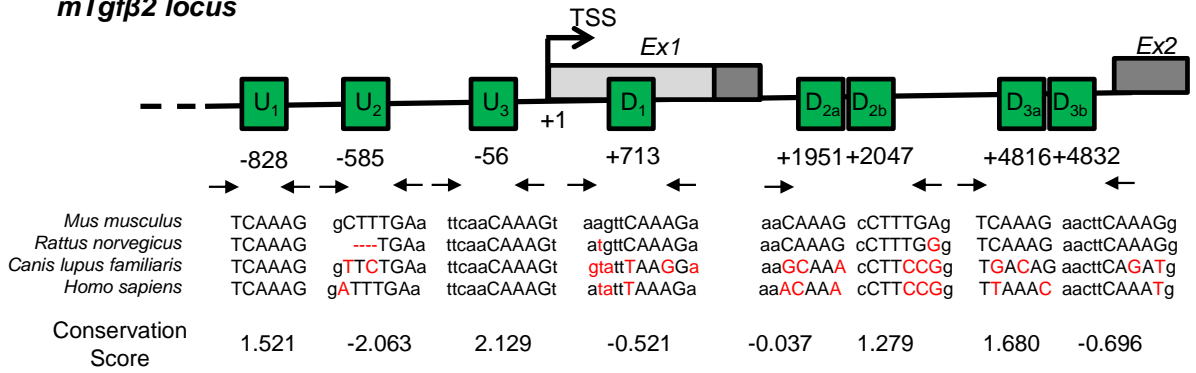 mTgfβ2 locus
TSS
Ex1
Ex2
U1 U2 U3 D1 D2a D2b D3a D3b
+1
-828 -585 -56 +713 +1951 +2047 +4816 +4832
Mus musculus TCAAAG gCTTTGAa ttcaaCAAAGt aagttCAAAGa aaCAAAG cCTTTGAg TCAAAG aacttCAAAGg
Rattus norvegicus TCAAAG ----TGAa ttcaaCAAAGt atgttCAAAGa aaCAAAG cCTTTGGg TCAAAG aacttCAAAGg
Canis lupus familiaris TCAAAG gTTCTGAa ttcaaCAAAGt gtattTAAGGa aaGCAAA cCTTCCGg TGACAG aacttCAGATg
Homo sapiens TCAAAG gATTTGAa ttcaaCAAAGt atattTAAAGa aaACAAA cCTTCCGg TTAAAC aacttCAAATg
Conservation
Score
1.521 -2.063 2.129 -0.521 -0.037 1.279 1.680 -0.696